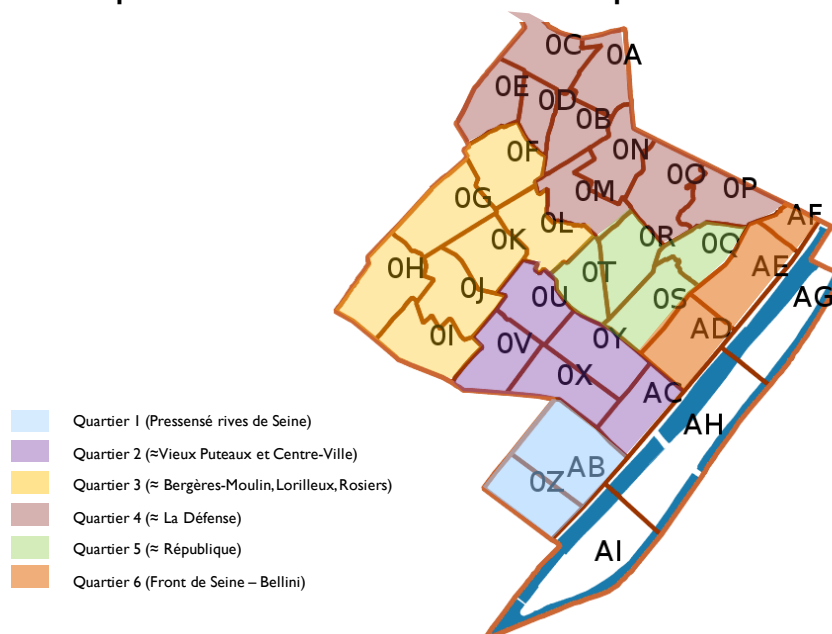 0C
0A
0E
0D
0B
0F
0N
0M
0O
0P
0G
0L
AF
0K
0R
0Q
0H
0T
AE
0J
0U
0S
AG
0I
0V
0Y
AD
0X
AC
AH
AB
0Z
AI
Quartier 1 (Pressensé rives de Seine)
Quartier 2 (≈Vieux Puteaux et Centre-Ville)
Quartier 3 (≈ Bergères-Moulin, Lorilleux, Rosiers)
Quartier 4 (≈ La Défense)
Quartier 5 (≈ République)
Quartier 6 (Front de Seine – Bellini)